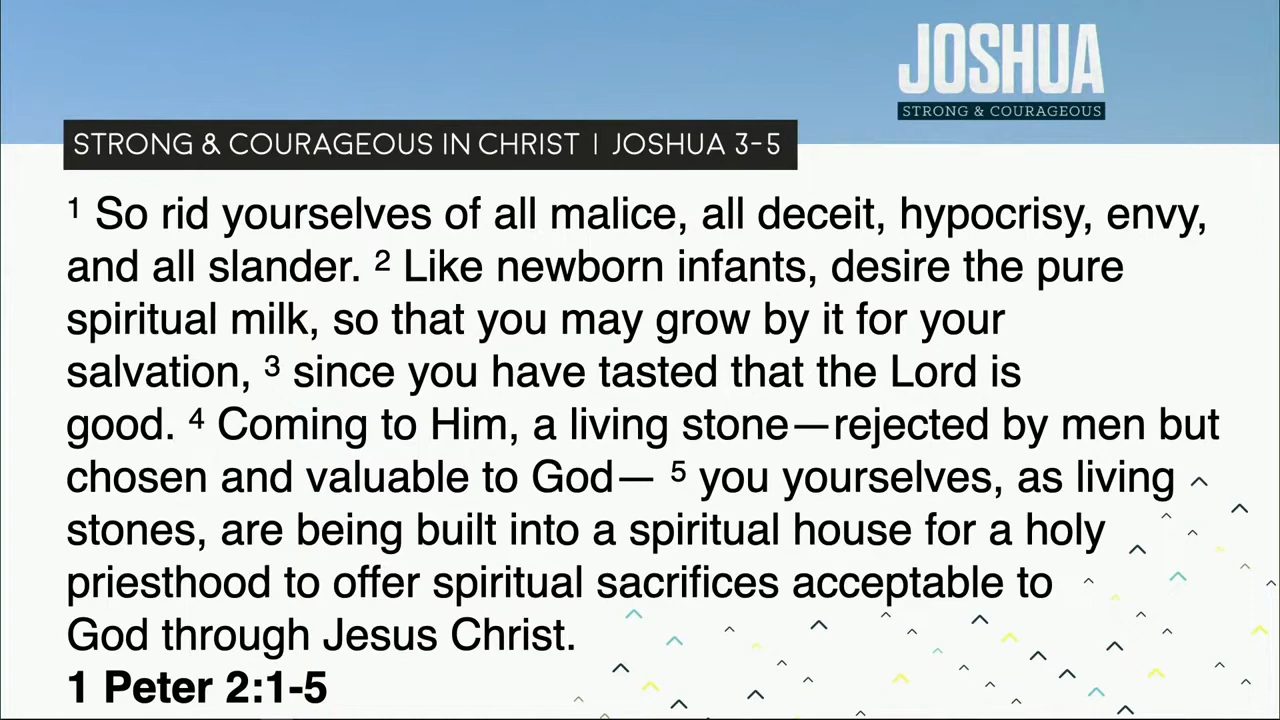 JOSHUA
STRONG & COURAGEOUS
STRONG & COURAGEOUS IN CHRIST | JOSHUA 3-5
¹ So rid yourselves of all malice, all deceit, hypocrisy, envy,
and all slander. ² Like newborn infants, desire the pure
spiritual milk, so that you may grow by it for your
salvation, ³ since you have tasted that the Lord is
good. ⁴ Coming to Him, a living stone—rejected by men but
chosen and valuable to God— ⁵ you yourselves, as living
stones, are being built into a spiritual house for a holy
priesthood to offer spiritual sacrifices acceptable to
God through Jesus Christ.
1 Peter 2:1-5